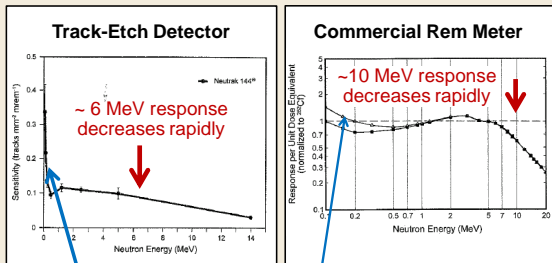 Track-Etch Detector
Sensitivity (tracks mm⁻² mrem⁻¹)
0.5
0.4
0.3
0.2
0.1
0
Neutrak 144®
~ 6 MeV response
decreases rapidly
0 2 4 6 8 10 12 14
Neutron Energy (MeV)
Commercial Rem Meter
Response per Unit Dose Equivalent
(normalized to ²⁵²Cf)
10
5
4
3
2
1
0.5
0.4
0.3
0.2
0.1
~10 MeV response
decreases rapidly
0.1 0.2 0.5 0.7 1 2 5 7 10 20
Neutron Energy (MeV)